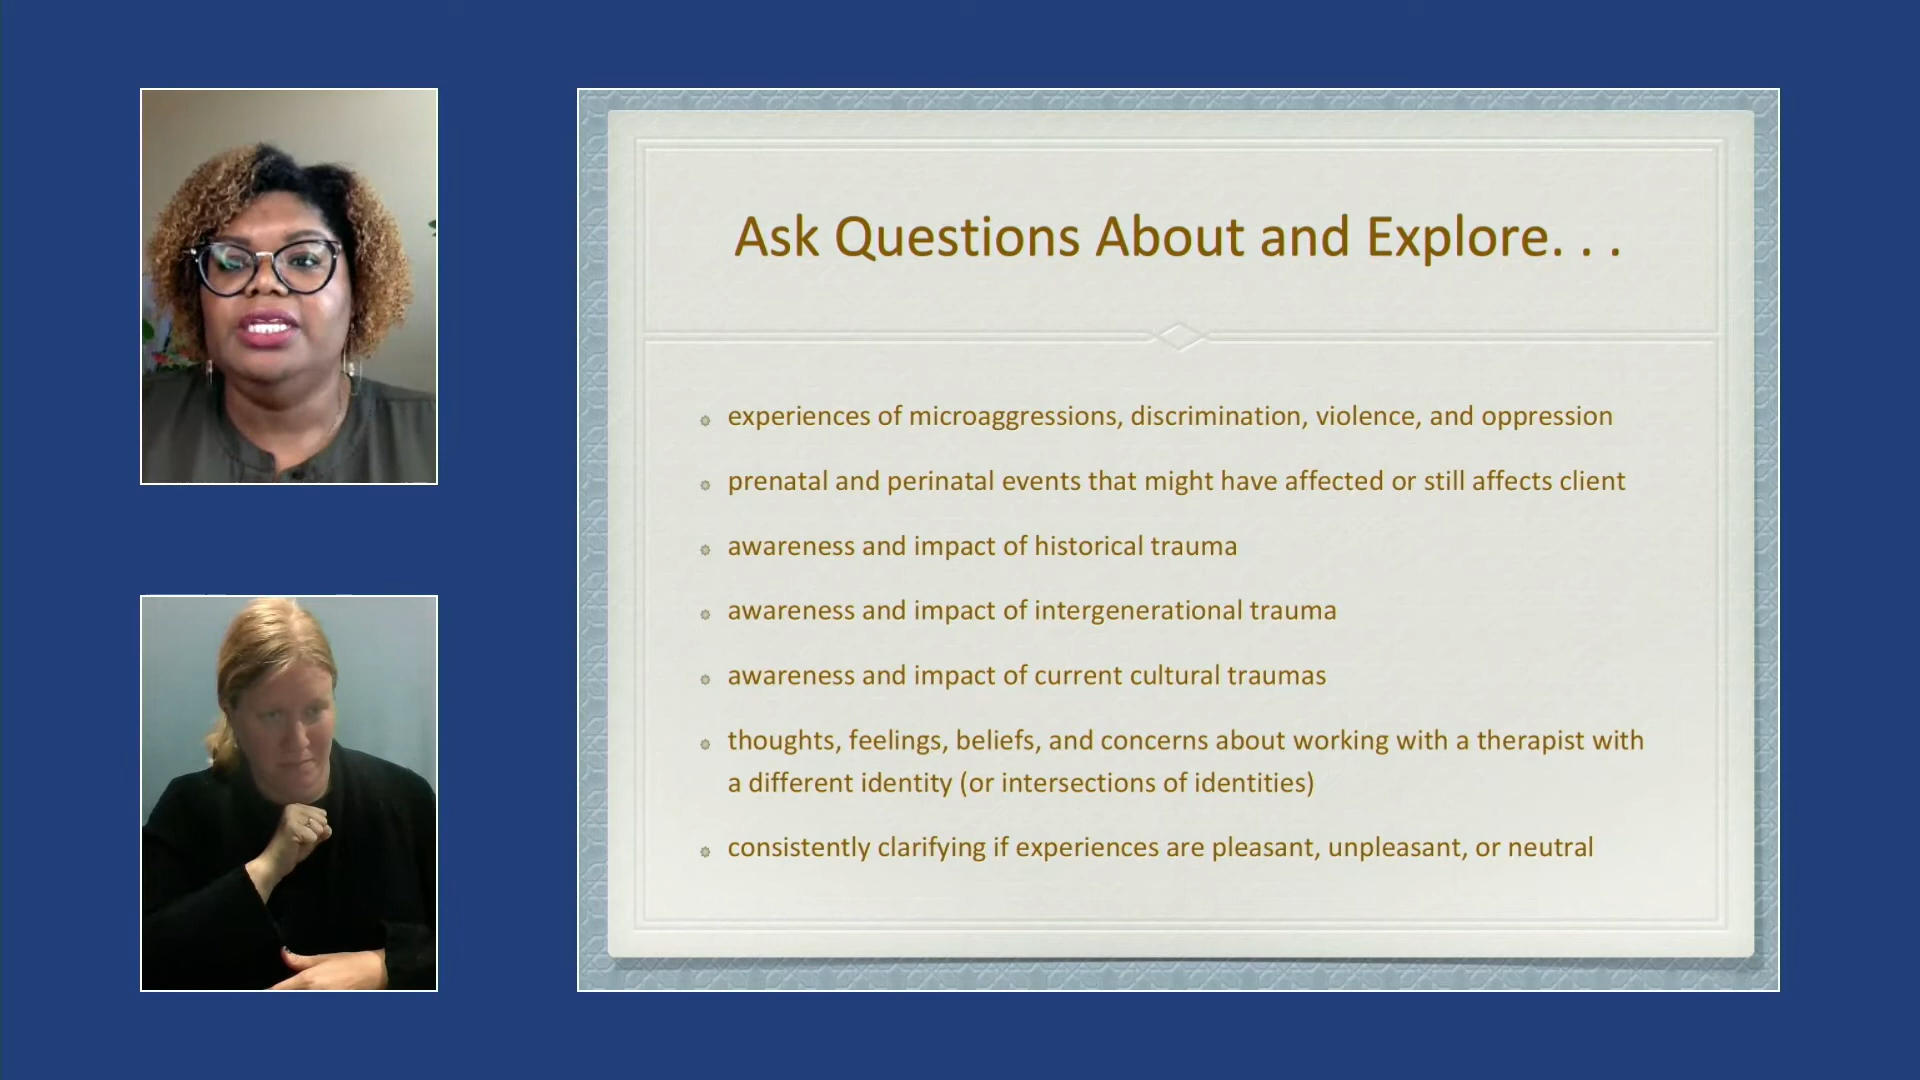 Ask Questions About and Explore. . .
experiences of microaggressions, discrimination, violence, and oppression
prenatal and perinatal events that might have affected or still affects client
awareness and impact of historical trauma
awareness and impact of intergenerational trauma
awareness and impact of current cultural traumas
thoughts, feelings, beliefs, and concerns about working with a therapist with
a different identity (or intersections of identities)
consistently clarifying if experiences are pleasant, unpleasant, or neutral